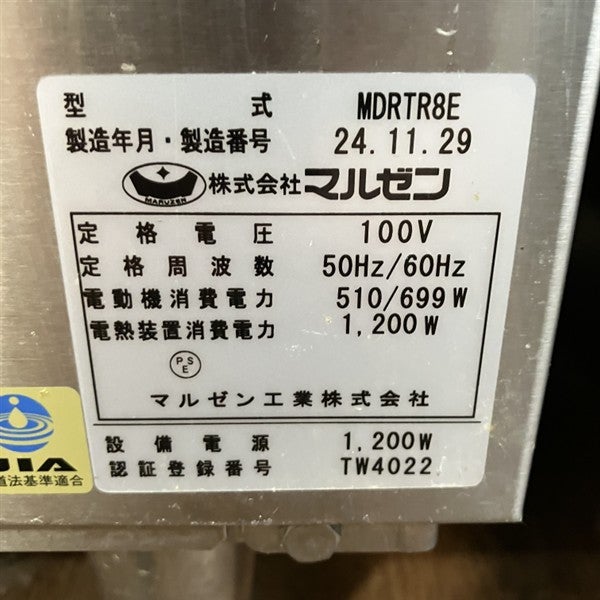 型式 MDRTR8E
製造年月・製造番号 24.11.29
MARUZEN 株式会社マルゼン
定格電圧 100V
定格周波数 50Hz/60Hz
電動機消費電力 510/699W
電熱装置消費電力 1,200W
PSE
マルゼン工業株式会社
設備電源 1,200W
認証登録番号 TW4022
JIA
道法基準適合